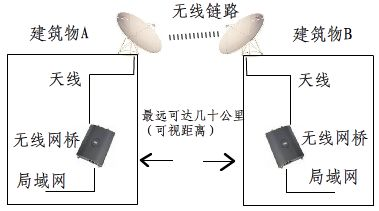 无线链路
建筑物A
建筑物B
天线
天线
最远可达几十公里
（可视距离）
无线网桥
无线网桥
局域网
局域网